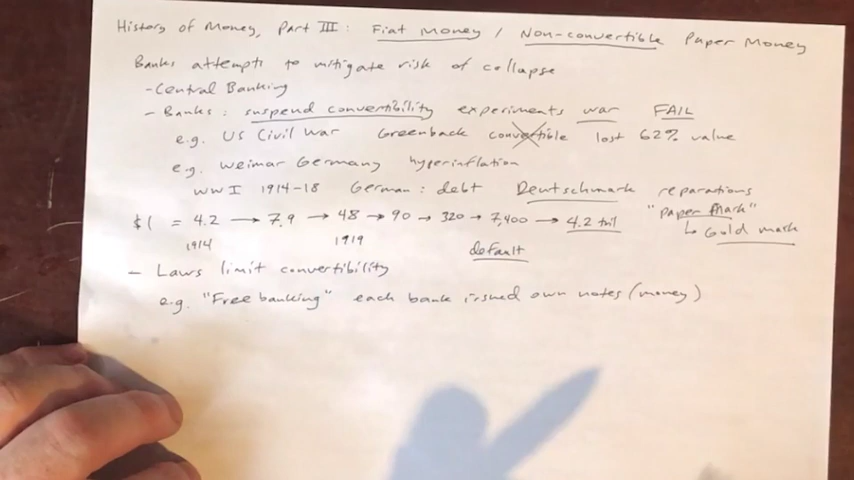 History of Money, Part III: Fiat Money / Non-convertible Paper Money
Banks attempts to mitigate risk of collapse
- Central Banking
- Banks: suspend convertibility experiments war FAIL
e.g. US Civil War Greenback convertible lost 62% value
e.g. Weimar Germany hyperinflation
WWI 1914-18 German: debt Deutschmark reparations
"Paper Mark"
$1 = 4.2 → 7.9 → 48 → 90 → 320 → 7,400 → 4.2 tril
↳ Gold mark
1914 1919
default
- Laws limit convertibility
e.g. "Free banking" each bank issued own notes (money)